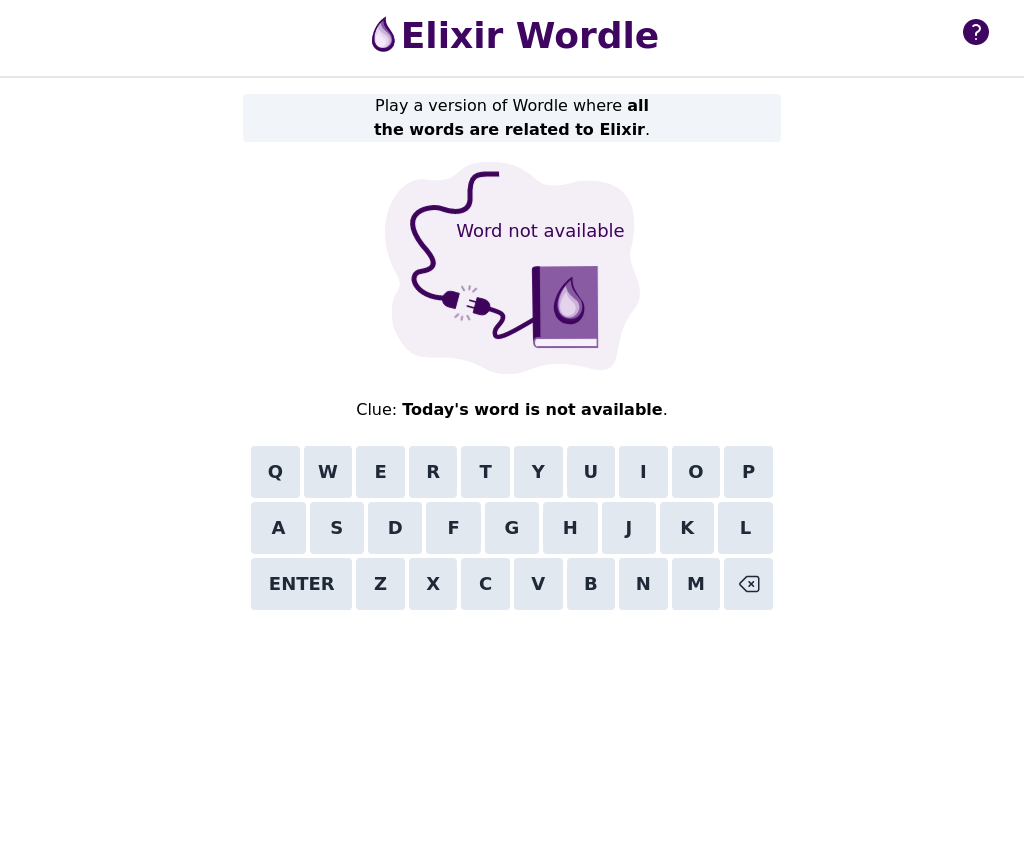 Elixir Wordle
?
Play a version of Wordle where all
the words are related to Elixir.
Word not available
Clue: Today's word is not available.
Q W E R T Y U I O P
A S D F G H J K L
ENTER Z X C V B N M